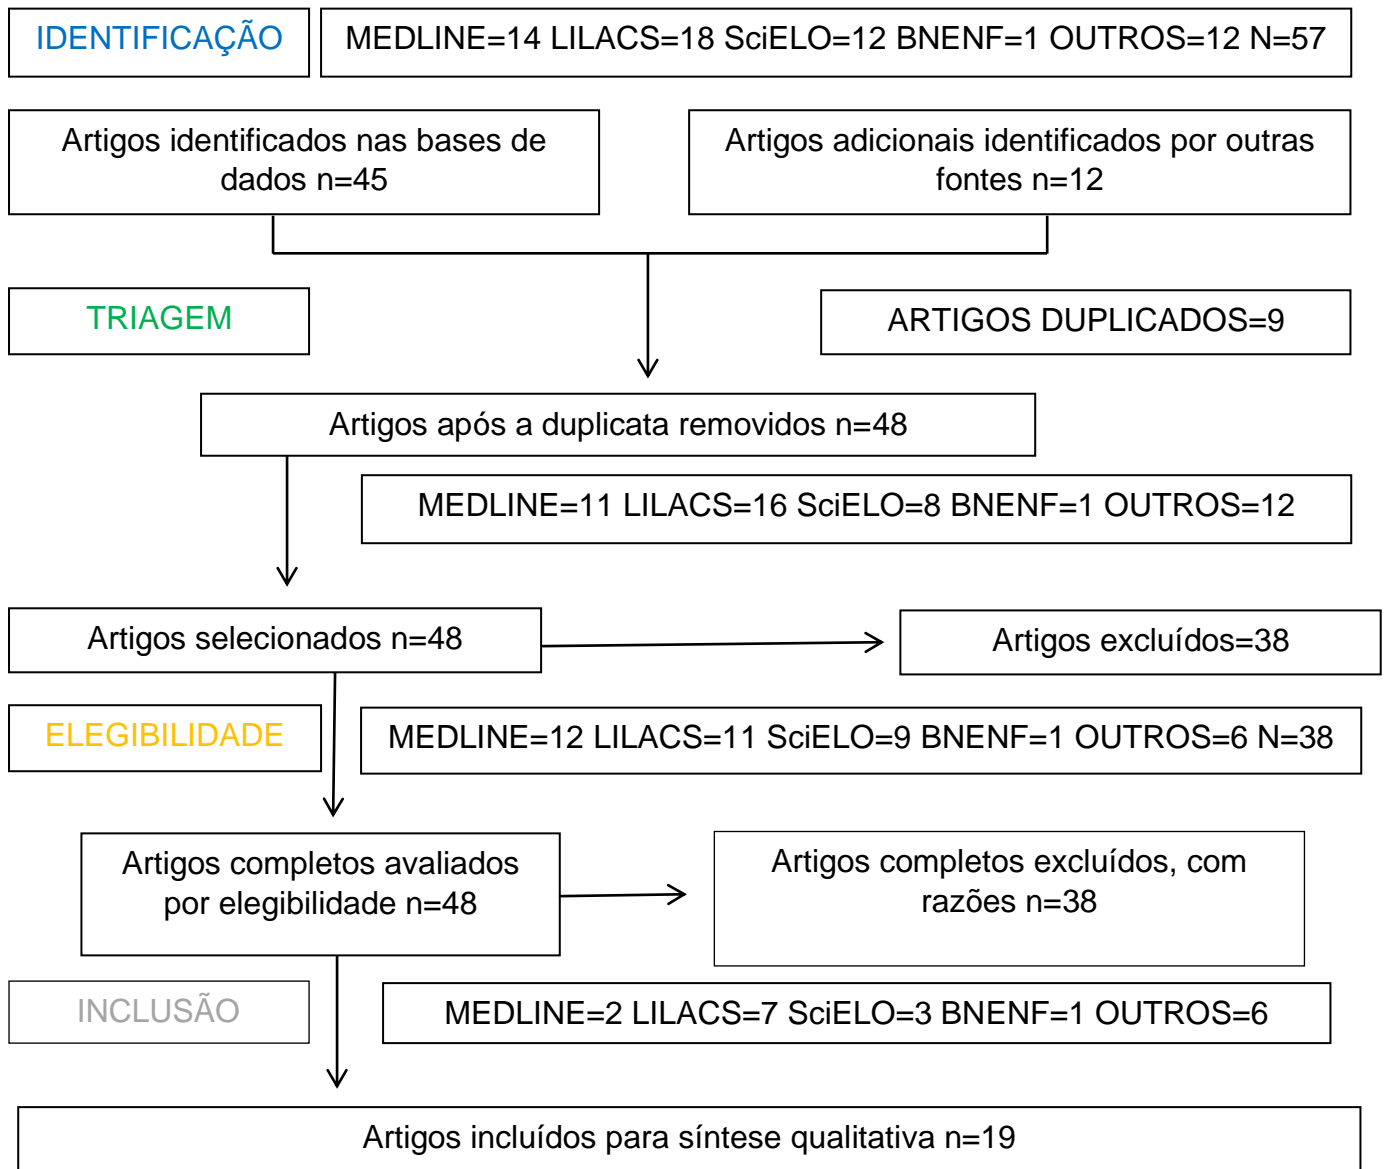 IDENTIFICAÇÃO
MEDLINE=14 LILACS=18 SciELO=12 BNENF=1 OUTROS=12 N=57
Artigos identificados nas bases de
dados n=45
Artigos adicionais identificados por outras
fontes n=12
TRIAGEM
ARTIGOS DUPLICADOS=9
Artigos após a duplicata removidos n=48
MEDLINE=11 LILACS=16 SciELO=8 BNENF=1 OUTROS=12
Artigos selecionados n=48
Artigos excluídos=38
ELEGIBILIDADE
MEDLINE=12 LILACS=11 SciELO=9 BNENF=1 OUTROS=6 N=38
Artigos completos avaliados
por elegibilidade n=48
Artigos completos excluídos, com
razões n=38
INCLUSÃO
MEDLINE=2 LILACS=7 SciELO=3 BNENF=1 OUTROS=6
Artigos incluídos para síntese qualitativa n=19